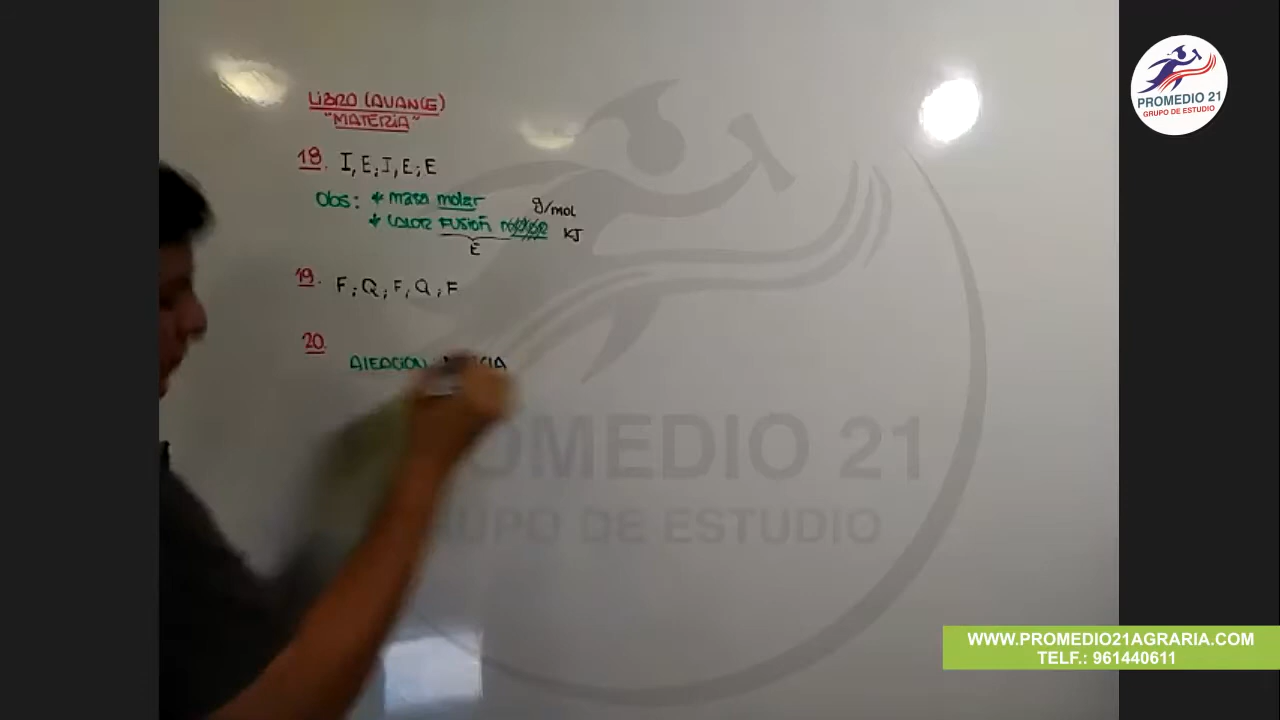 LIBRO (AVANCE)
"MATERIA"
18. I, E; I, E; E
Obs: * masa molar g/mol
* CALOR FUSIÓN KJ
E
19. F; Q; F, Q; F
20.
AlEACION
PROMEDIO 21
GRUPO DE ESTUDIO
PROMEDIO 21
GRUPO DE ESTUDIO
WWW.PROMEDIO21AGRARIA.COM
TELF.: 961440611